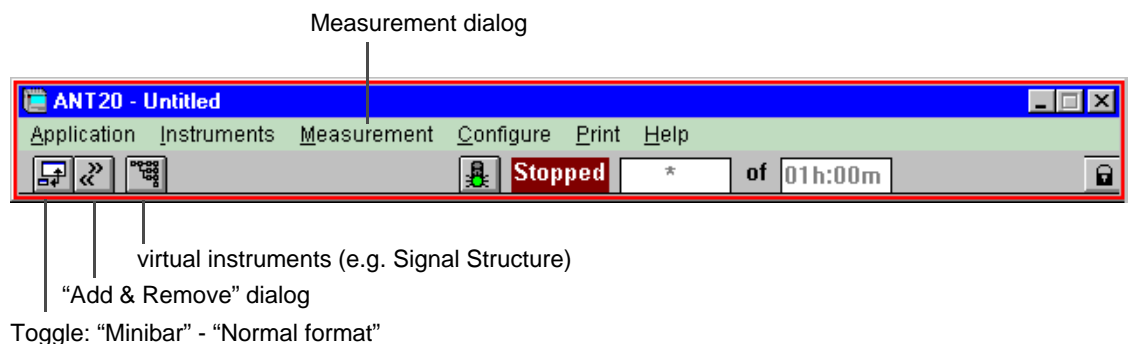 Measurement dialog
ANT20 - Untitled
Application Instruments Measurement Configure Print Help
Stopped * of 01h:00m
virtual instruments (e.g. Signal Structure)
“Add & Remove” dialog
Toggle: “Minibar” - “Normal format”